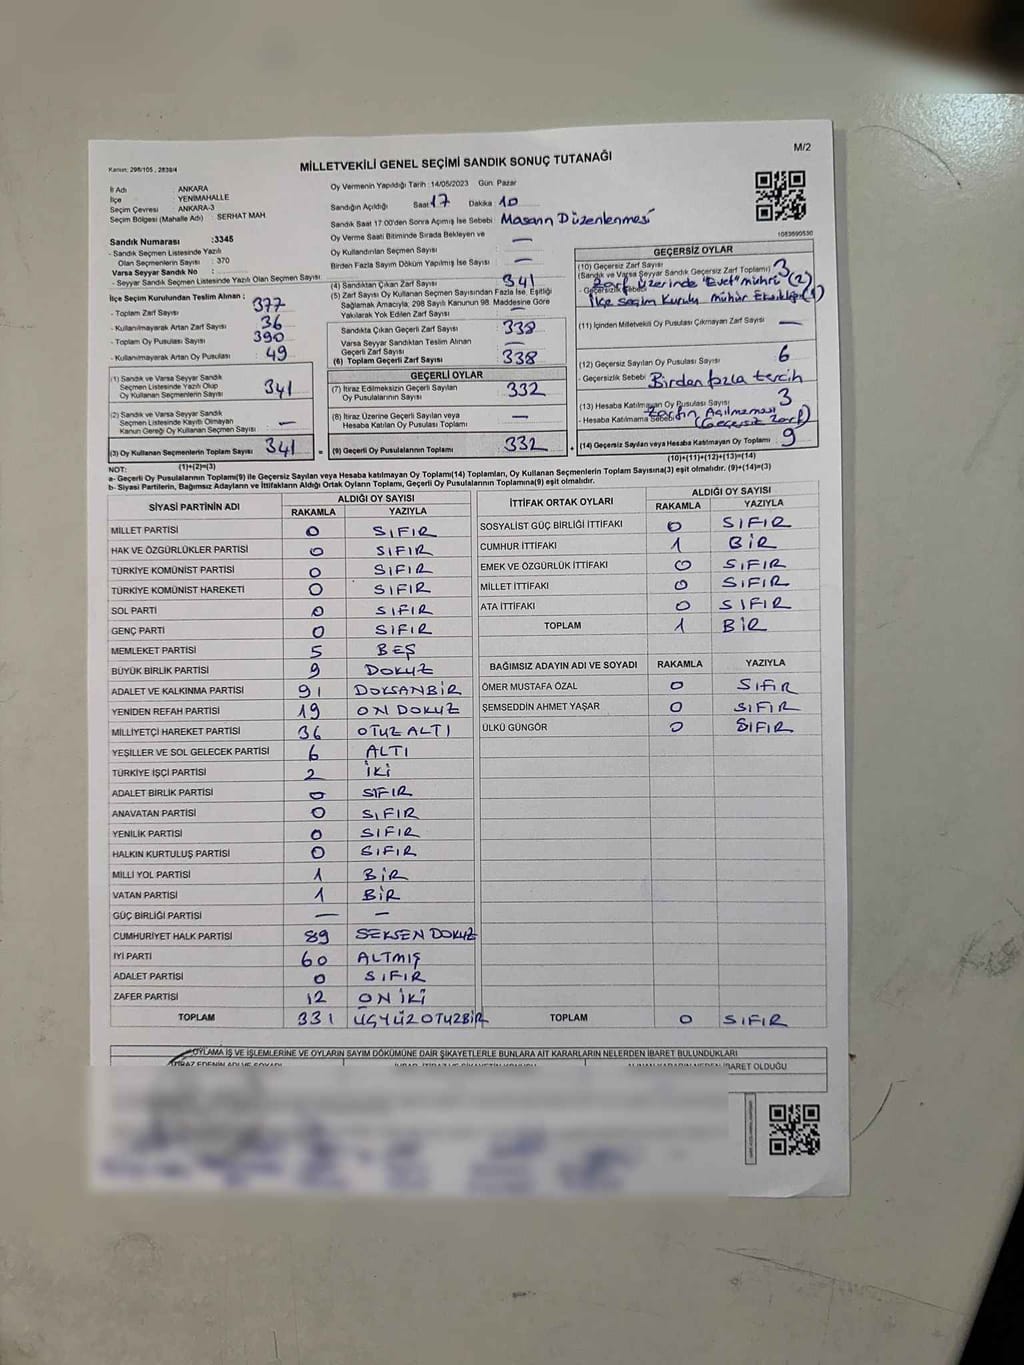 M/2
Kanun: 298/105 , 2839/4
MİLLETVEKİLİ GENEL SEÇİMİ SANDIK SONUÇ TUTANAĞI
İl Adı : ANKARA
İlçe : YENİMAHALLE
Seçim Çevresi : ANKARA-3
Seçim Bölgesi (Mahalle Adı) : SERHAT MAH
Sandık Numarası :3345
- Sandık Seçmen Listesinde Yazılı
Olan Seçmenlerin Sayısı : 370
Varsa Seyyar Sandık No :
- Seyyar Sandık Seçmen Listesinde Yazılı Olan Seçmen Sayısı :
Oy Vermenin Yapıldığı Tarih : 14/05/2023 Gün: Pazar
Sandığın Açıldığı Saat 17 Dakika 10
Sandık Saat 17:00'den Sonra Açılmış İse Sebebi : Masanın Düzenlenmesi
Oy Verme Saati Bitiminde Sırada Bekleyen ve
Oy Kullandırılan Seçmen Sayısı : —
Birden Fazla Sayım Döküm Yapılmış İse Sayısı : —
1083690530
İlçe Seçim Kurulundan Teslim Alınan :
- Toplam Zarf Sayısı : 377
- Kullanılmayarak Artan Zarf Sayısı : 36
- Toplam Oy Pusulası Sayısı : 390
- Kullanılmayarak Artan Oy Pusulası : 49
(1) Sandık ve Varsa Seyyar Sandık
Seçmen Listesinde Yazılı Olup
Oy Kullanan Seçmenlerin Sayısı : 341
(2) Sandık ve Varsa Seyyar Sandık
Seçmen Listesinde Kayıtlı Olmayan
Kanun Gereği Oy Kullanan Seçmen Sayısı : —
(3) Oy Kullanan Seçmenlerin Toplam Sayısı : 341
(1)+(2)=(3)
(4) Sandıktan Çıkan Zarf Sayısı : 341
(5) Zarf Sayısı Oy Kullanan Seçmen Sayısından Fazla İse, Eşitliği
Sağlamak Amacıyla, 298 Sayılı Kanunun 98. Maddesine Göre
Yakılarak Yok Edilen Zarf Sayısı : —
Sandıkta Çıkan Geçerli Zarf Sayısı : 338
Varsa Seyyar Sandıktan Teslim Alınan
Geçerli Zarf Sayısı : —
(6) Toplam Geçerli Zarf Sayısı : 338
GEÇERLİ OYLAR
(7) İtiraz Edilmeksizin Geçerli Sayılan
Oy Pusulalarının Sayısı : 332
(8) İtiraz Üzerine Geçerli Sayılan veya
Hesaba Katılan Oy Pusulası Toplamı : —
(9) Geçerli Oy Pusulalarının Toplamı : 332
GEÇERSİZ OYLAR
(10) Geçersiz Zarf Sayısı
(Sandık ve Varsa Seyyar Sandık Geçersiz Zarf Toplamı) : 3
- Geçersizlik Sebebi : Zarf üzerinde "Evet" mührü (2)
İlçe seçim Kurulu mühür Eksikliği (1)
(11) İçinden Milletvekili Oy Pusulası Çıkmayan Zarf Sayısı : —
(12) Geçersiz Sayılan Oy Pusulası Sayısı : 6
- Geçersizlik Sebebi : Birden fazla tercih
(13) Hesaba Katılmayan Oy Pusulası Sayısı : 3
- Hesaba Katılmama Sebebi : zarfın Açılmaması
(Geçersiz zarf)
(14) Geçersiz Sayılan veya Hesaba Katılmayan Oy Toplamı : 9
(10)+(11)+(12)+(13)=(14)
NOT:
a- Geçerli Oy Pusulaları Toplamı(9) ile Geçersiz Sayılan veya Hesaba katılmayan Oy Toplamı(14) Toplamları, Oy Kullanan Seçmenlerin Toplam Sayısına(3) eşit olmalıdır. (9)+(14)=(3)
b- Siyasi Partilerin, Bağımsız Adayların ve İttifakların Aldığı Ortak Oyların Toplamı, Geçerli Oy Pusulalarının Toplamına(9) eşit olmalıdır.
SİYASİ PARTİNİN ADI ALDIĞI OY SAYISI
RAKAMLA YAZIYLA
MİLLET PARTİSİ 0 SIFIR
HAK VE ÖZGÜRLÜKLER PARTİSİ 0 SIFIR
TÜRKİYE KOMÜNİST PARTİSİ 0 SIFIR
TÜRKİYE KOMÜNİST HAREKETİ 0 SIFIR
SOL PARTİ 0 SIFIR
GENÇ PARTİ 0 SIFIR
MEMLEKET PARTİSİ 5 BEŞ
BÜYÜK BİRLİK PARTİSİ 9 DOKUZ
ADALET VE KALKINMA PARTİSİ 91 DOKSANBİR
YENİDEN REFAH PARTİSİ 19 ON DOKUZ
MİLLİYETÇİ HAREKET PARTİSİ 36 OTUZ ALTI
YEŞİLLER VE SOL GELECEK PARTİSİ 6 ALTI
TÜRKİYE İŞÇİ PARTİSİ 2 İKİ
ADALET BİRLİK PARTİSİ 0 SIFIR
ANAVATAN PARTİSİ 0 SIFIR
YENİLİK PARTİSİ 0 SIFIR
HALKIN KURTULUŞ PARTİSİ 0 SIFIR
MİLLİ YOL PARTİSİ 1 BİR
VATAN PARTİSİ 1 BİR
GÜÇ BİRLİĞİ PARTİSİ — —
CUMHURİYET HALK PARTİSİ 89 SEKSEN DOKUZ
İYİ PARTİ 60 ALTMIŞ
ADALET PARTİSİ 0 SIFIR
ZAFER PARTİSİ 12 ON İKİ
TOPLAM 331 ÜÇYÜZOTUZBİR
İTTİFAK ORTAK OYLARI ALDIĞI OY SAYISI
RAKAMLA YAZIYLA
SOSYALİST GÜÇ BİRLİĞİ İTTİFAKI 0 SIFIR
CUMHUR İTTİFAKI 1 BİR
EMEK VE ÖZGÜRLÜK İTTİFAKI 0 SIFIR
MİLLET İTTİFAKI 0 SIFIR
ATA İTTİFAKI 0 SIFIR
TOPLAM 1 BİR
BAĞIMSIZ ADAYIN ADI VE SOYADI RAKAMLA YAZIYLA
ÖMER MUSTAFA ÖZAL 0 SIFIR
ŞEMSEDDİN AHMET YAŞAR 0 SIFIR
ÜLKÜ GÜNGÖR 0 SIFIR
TOPLAM 0 SIFIR
OYLAMA İŞ VE İŞLEMLERİNE VE OYLARIN SAYIM DÖKÜMÜNE DAİR ŞİKAYETLERLE BUNLARA AİT KARARLARIN NELERDEN İBARET BULUNDUKLARI